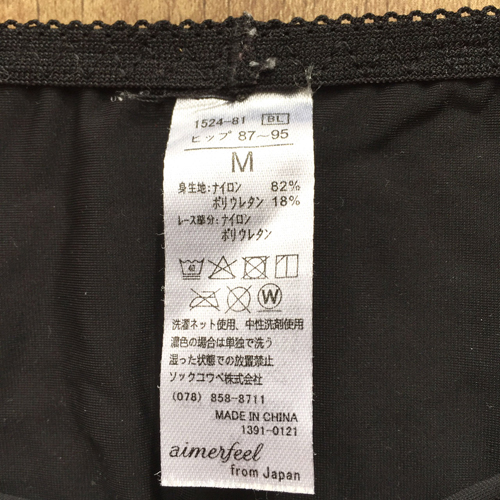 1524-81 BL
ヒップ 87~95
M
身生地:ナイロン 82%
ポリウレタン 18%
レース部分:ナイロン
ポリウレタン
40
W
洗濯ネット使用、中性洗剤使用
濃色の場合は単独で洗う
湿った状態での放置禁止
ソックコウベ株式会社
(078) 858-8711
MADE IN CHINA
1391-0121
aimerfeel
from Japan